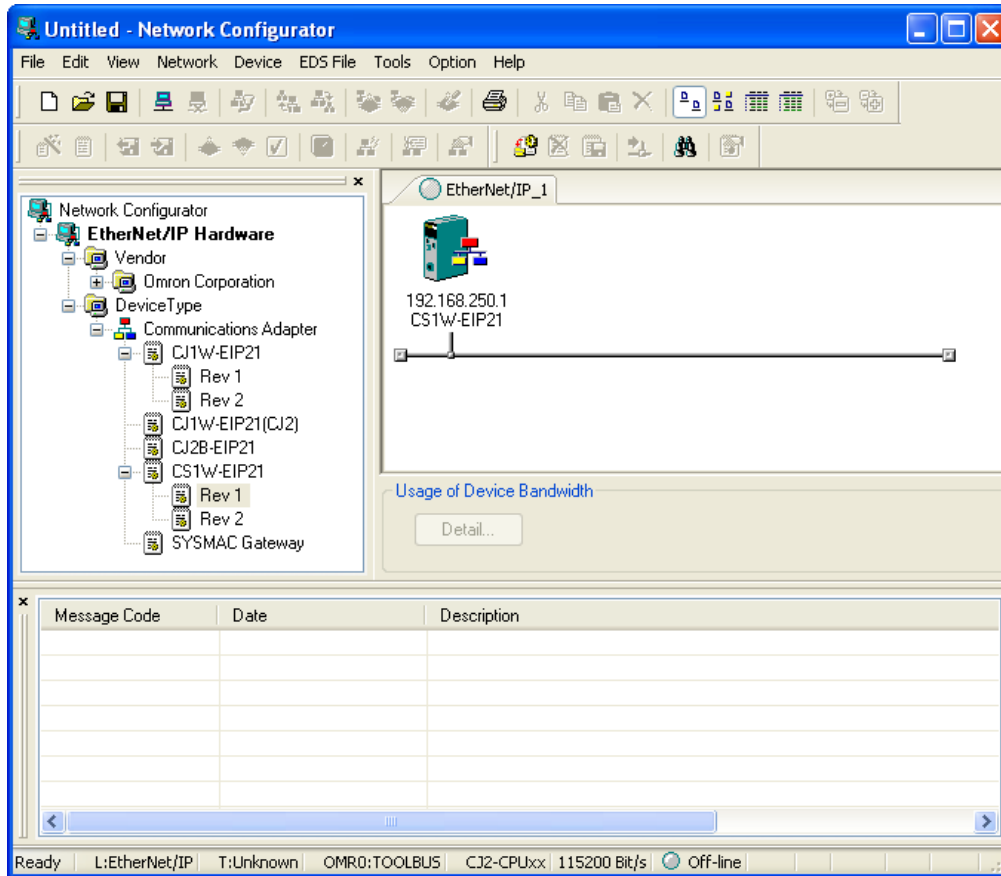 Untitled - Network Configurator
File Edit View Network Device EDS File Tools Option Help
Network Configurator
EtherNet/IP Hardware
Vendor
Omron Corporation
DeviceType
Communications Adapter
CJ1W-EIP21
Rev 1
Rev 2
CJ1W-EIP21(CJ2)
CJ2B-EIP21
CS1W-EIP21
Rev 1
Rev 2
SYSMAC Gateway
EtherNet/IP_1
192.168.250.1
CS1W-EIP21
Usage of Device Bandwidth
Detail...
Message Code Date Description
Ready L:EtherNet/IP T:Unknown OMR0:TOOLBUS CJ2-CPUxx 115200 Bit/s Off-line